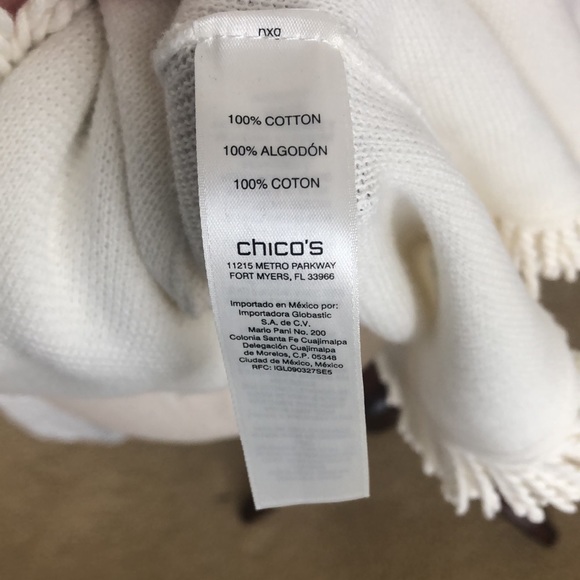 100% COTTON
100% ALGODÓN
100% COTON
chico's
11215 METRO PARKWAY
FORT MYERS, FL 33966
Importado en México por:
Importadora Globastic
S.A. de C.V.
Mario Pani No. 200
Colonia Santa Fe Cuajimalpa
Delegación Cuajimalpa
de Morelos, C.P. 05348
Ciudad de México, México
RFC: IGL090327SE5